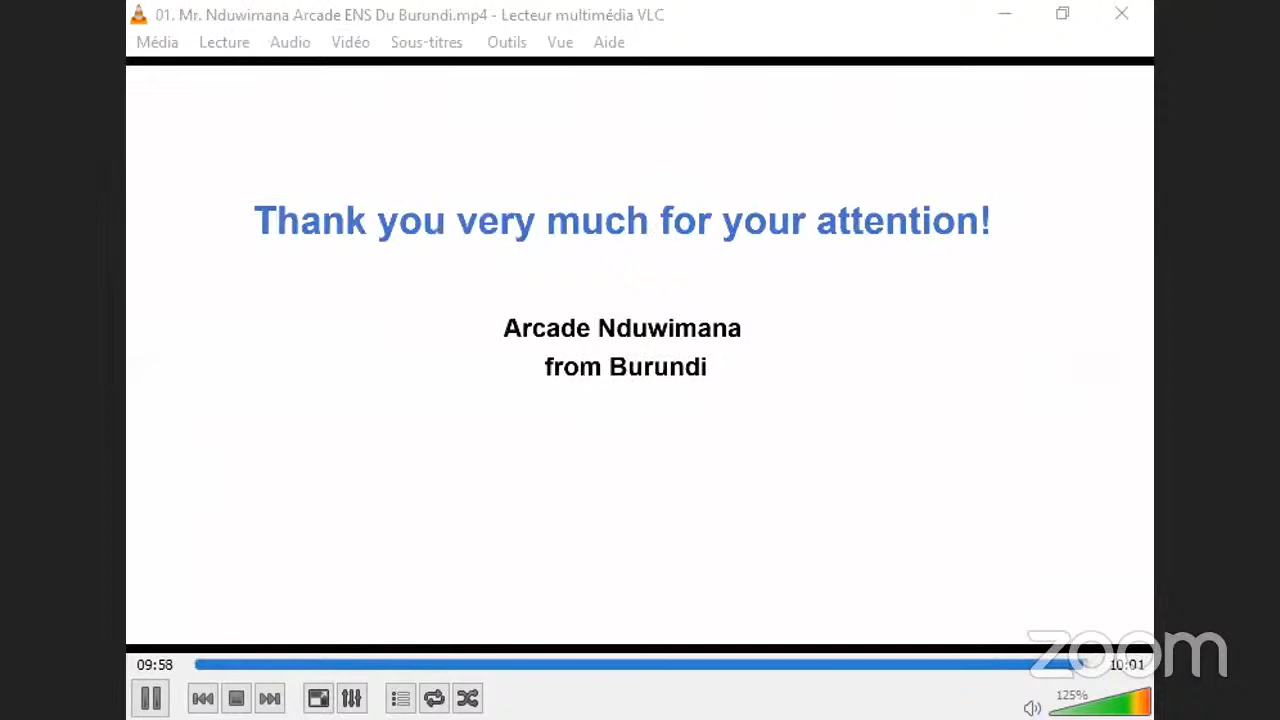 01. Mr. Nduwimana Arcade ENS Du Burundi.mp4 - Lecteur multimédia VLC
Média Lecture Audio Vidéo Sous-titres Outils Vue Aide
Thank you very much for your attention!
Arcade Nduwimana
from Burundi
09:58 10:01
zoom
125%